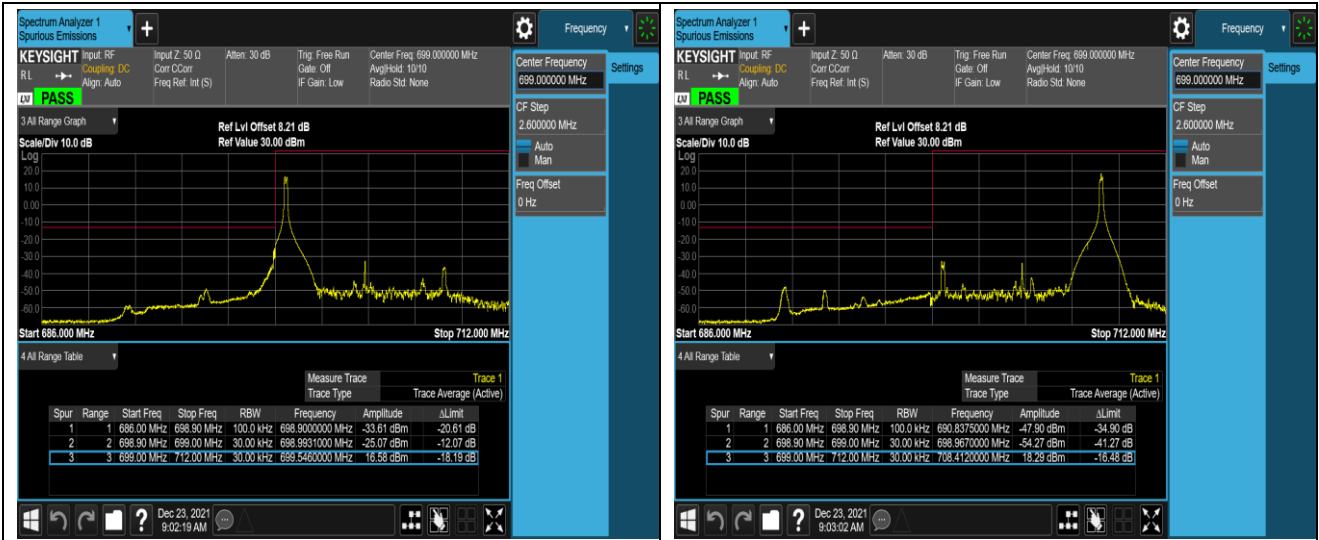 Spectrum Analyzer 1
Spurious Emissions
+
Frequency
KEYSIGHT
RL
Input: RF
Coupling: DC
Align: Auto
Input Z: 50 Ω
Corr CCorr
Freq Ref: Int (S)
Atten: 30 dB
Trig: Free Run
Gate: Off
IF Gain: Low
Center Freq: 699.000000 MHz
Avg|Hold: 10/10
Radio Std: None
PASS
Center Frequency
699.000000 MHz
Settings
CF Step
2.600000 MHz
Auto
Man
Freq Offset
0 Hz
3 All Range Graph
Scale/Div 10.0 dB
Ref Lvl Offset 8.21 dB
Ref Value 30.00 dBm
Log
20.0
10.0
0.00
-10.0
-20.0
-30.0
-40.0
-50.0
-60.0
Start 686.000 MHz
Stop 712.000 MHz
4 All Range Table
Measure Trace Trace 1
Trace Type Trace Average (Active)
Spur Range Start Freq Stop Freq RBW Frequency Amplitude ΔLimit
1 1 686.00 MHz 698.90 MHz 100.0 kHz 698.9000000 MHz -33.61 dBm -20.61 dB
2 2 698.90 MHz 699.00 MHz 30.00 kHz 698.9931000 MHz -25.07 dBm -12.07 dB
3 3 699.00 MHz 712.00 MHz 30.00 kHz 699.5460000 MHz 16.58 dBm -18.19 dB
?
Dec 23, 2021
9:02:19 AM
Spectrum Analyzer 1
Spurious Emissions
+
Frequency
KEYSIGHT
RL
Input: RF
Coupling: DC
Align: Auto
Input Z: 50 Ω
Corr CCorr
Freq Ref: Int (S)
Atten: 30 dB
Trig: Free Run
Gate: Off
IF Gain: Low
Center Freq: 699.000000 MHz
Avg|Hold: 10/10
Radio Std: None
PASS
Center Frequency
699.000000 MHz
Settings
CF Step
2.600000 MHz
Auto
Man
Freq Offset
0 Hz
3 All Range Graph
Scale/Div 10.0 dB
Ref Lvl Offset 8.21 dB
Ref Value 30.00 dBm
Log
20.0
10.0
0.00
-10.0
-20.0
-30.0
-40.0
-50.0
-60.0
Start 686.000 MHz
Stop 712.000 MHz
4 All Range Table
Measure Trace Trace 1
Trace Type Trace Average (Active)
Spur Range Start Freq Stop Freq RBW Frequency Amplitude ΔLimit
1 1 686.00 MHz 698.90 MHz 100.0 kHz 690.8375000 MHz -47.90 dBm -34.90 dB
2 2 698.90 MHz 699.00 MHz 30.00 kHz 698.9670000 MHz -54.27 dBm -41.27 dB
3 3 699.00 MHz 712.00 MHz 30.00 kHz 708.4120000 MHz 18.29 dBm -16.48 dB
?
Dec 23, 2021
9:03:02 AM